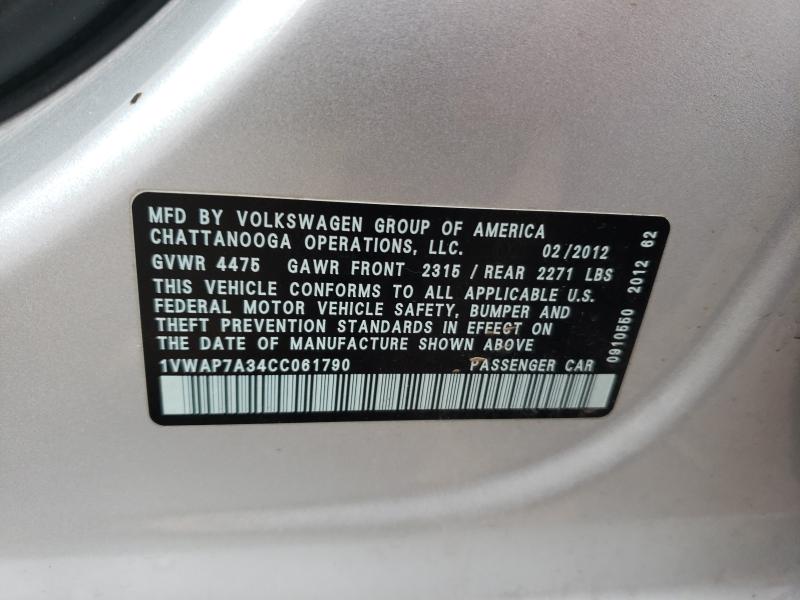 MFD BY VOLKSWAGEN GROUP OF AMERICA
CHATTANOOGA OPERATIONS, LLC. 02/2012
GVWR 4475 GAWR FRONT 2315 / REAR 2271 LBS
THIS VEHICLE CONFORMS TO ALL APPLICABLE U.S.
FEDERAL MOTOR VEHICLE SAFETY, BUMPER AND
THEFT PREVENTION STANDARDS IN EFFECT ON
THE DATE OF MANUFACTURE SHOWN ABOVE
1VWAP7A34CC061790 PASSENGER CAR
0910550 2012 62